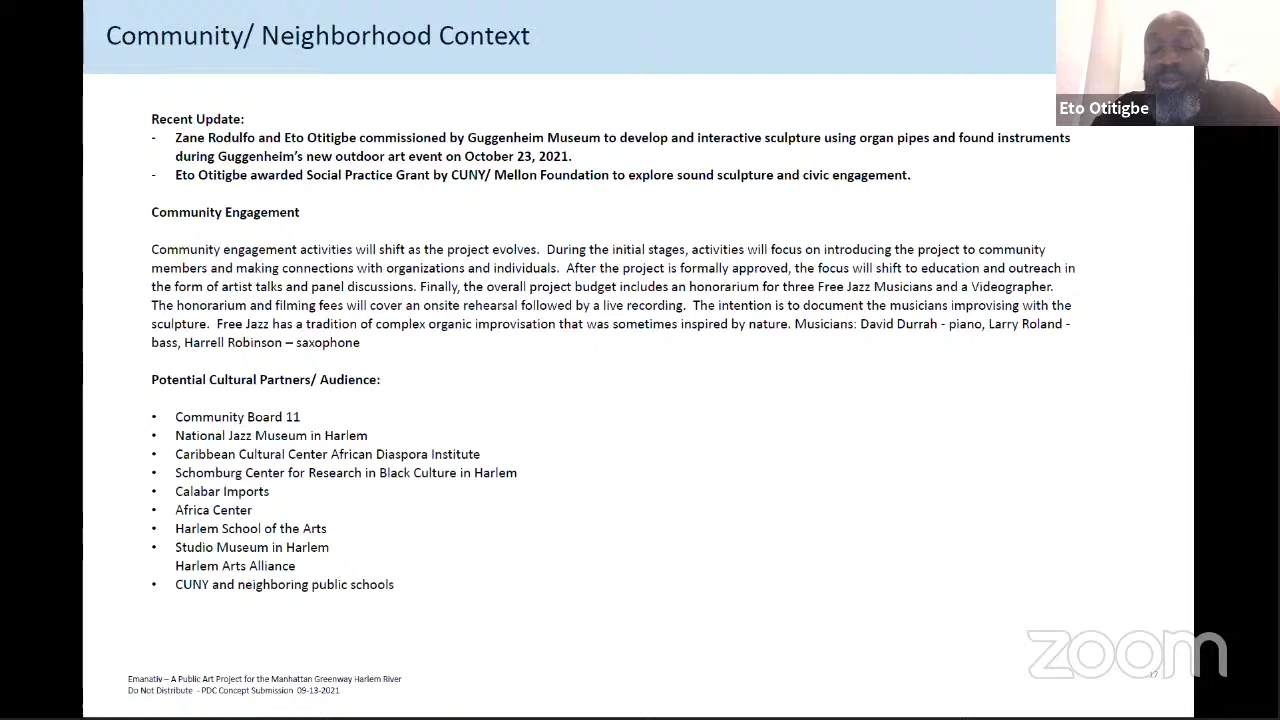 Community/ Neighborhood Context
Eto Otitigbe
Recent Update:
- Zane Rodulfo and Eto Otitigbe commissioned by Guggenheim Museum to develop and interactive sculpture using organ pipes and found instruments
during Guggenheim's new outdoor art event on October 23, 2021.
- Eto Otitigbe awarded Social Practice Grant by CUNY/ Mellon Foundation to explore sound sculpture and civic engagement.
Community Engagement
Community engagement activities will shift as the project evolves. During the initial stages, activities will focus on introducing the project to community
members and making connections with organizations and individuals. After the project is formally approved, the focus will shift to education and outreach in
the form of artist talks and panel discussions. Finally, the overall project budget includes an honorarium for three Free Jazz Musicians and a Videographer.
The honorarium and filming fees will cover an onsite rehearsal followed by a live recording. The intention is to document the musicians improvising with the
sculpture. Free Jazz has a tradition of complex organic improvisation that was sometimes inspired by nature. Musicians: David Durrah - piano, Larry Roland -
bass, Harrell Robinson – saxophone
Potential Cultural Partners/ Audience:
• Community Board 11
• National Jazz Museum in Harlem
• Caribbean Cultural Center African Diaspora Institute
• Schomburg Center for Research in Black Culture in Harlem
• Calabar Imports
• Africa Center
• Harlem School of the Arts
• Studio Museum in Harlem
Harlem Arts Alliance
• CUNY and neighboring public schools
zoom
17
Emanativ – A Public Art Project for the Manhattan Greenway Harlem River
Do Not Distribute - PDC Concept Submission 09-13-2021